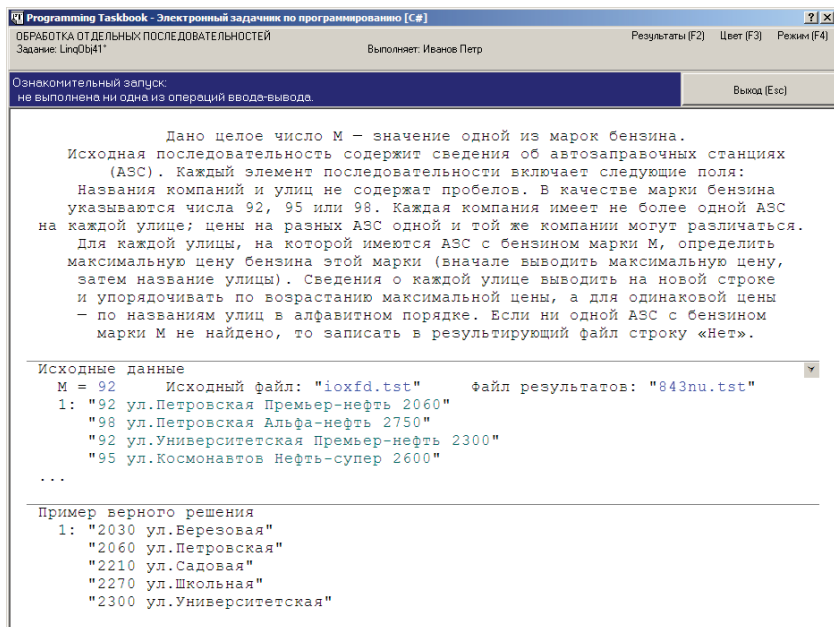 Programming Taskbook - Электронный задачник по программированию [C#]
ОБРАБОТКА ОТДЕЛЬНЫХ ПОСЛЕДОВАТЕЛЬНОСТЕЙ
Результаты (F2) Цвет (F3) Режим (F4)
Задание: LinqObj41* Выполняет: Иванов Петр
Ознакомительный запуск:
не выполнена ни одна из операций ввода-вывода.
Выход (Esc)
Дано целое число M — значение одной из марок бензина.
Исходная последовательность содержит сведения об автозаправочных станциях
(АЗС). Каждый элемент последовательности включает следующие поля:
Названия компаний и улиц не содержат пробелов. В качестве марки бензина
указываются числа 92, 95 или 98. Каждая компания имеет не более одной АЗС
на каждой улице; цены на разных АЗС одной и той же компании могут различаться.
Для каждой улицы, на которой имеются АЗС с бензином марки M, определить
максимальную цену бензина этой марки (вначале выводить максимальную цену,
затем название улицы). Сведения о каждой улице выводить на новой строке
и упорядочивать по возрастанию максимальной цены, а для одинаковой цены
— по названиям улиц в алфавитном порядке. Если ни одной АЗС с бензином
марки M не найдено, то записать в результирующий файл строку «Нет».
Исходные данные
M = 92 Исходный файл: "ioxfd.tst" Файл результатов: "843nu.tst"
1: "92 ул.Петровская Премьер-нефть 2060"
"98 ул.Петровская Альфа-нефть 2750"
"92 ул.Университетская Премьер-нефть 2300"
"95 ул.Космонавтов Нефть-супер 2600"
...
Пример верного решения
1: "2030 ул.Березовая"
"2060 ул.Петровская"
"2210 ул.Садовая"
"2270 ул.Школьная"
"2300 ул.Университетская"